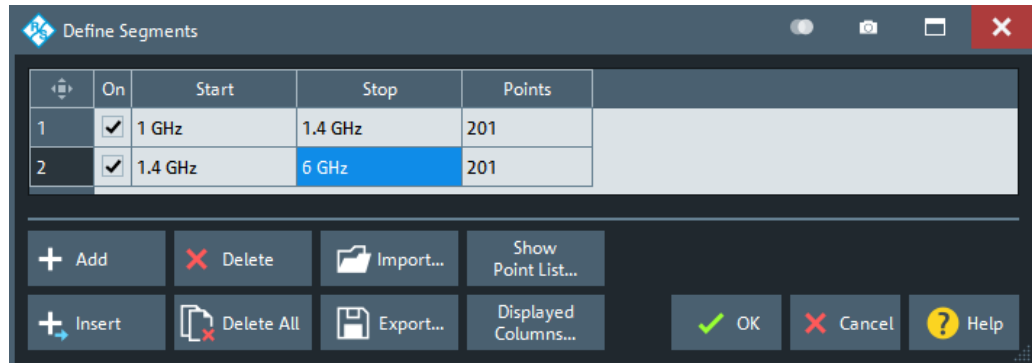 R&S Define Segments
On Start Stop Points
1 1 GHz 1.4 GHz 201
2 1.4 GHz 6 GHz 201
Add Delete Import... Show
Point List...
Insert Delete All Export... Displayed
Columns... OK Cancel ? Help